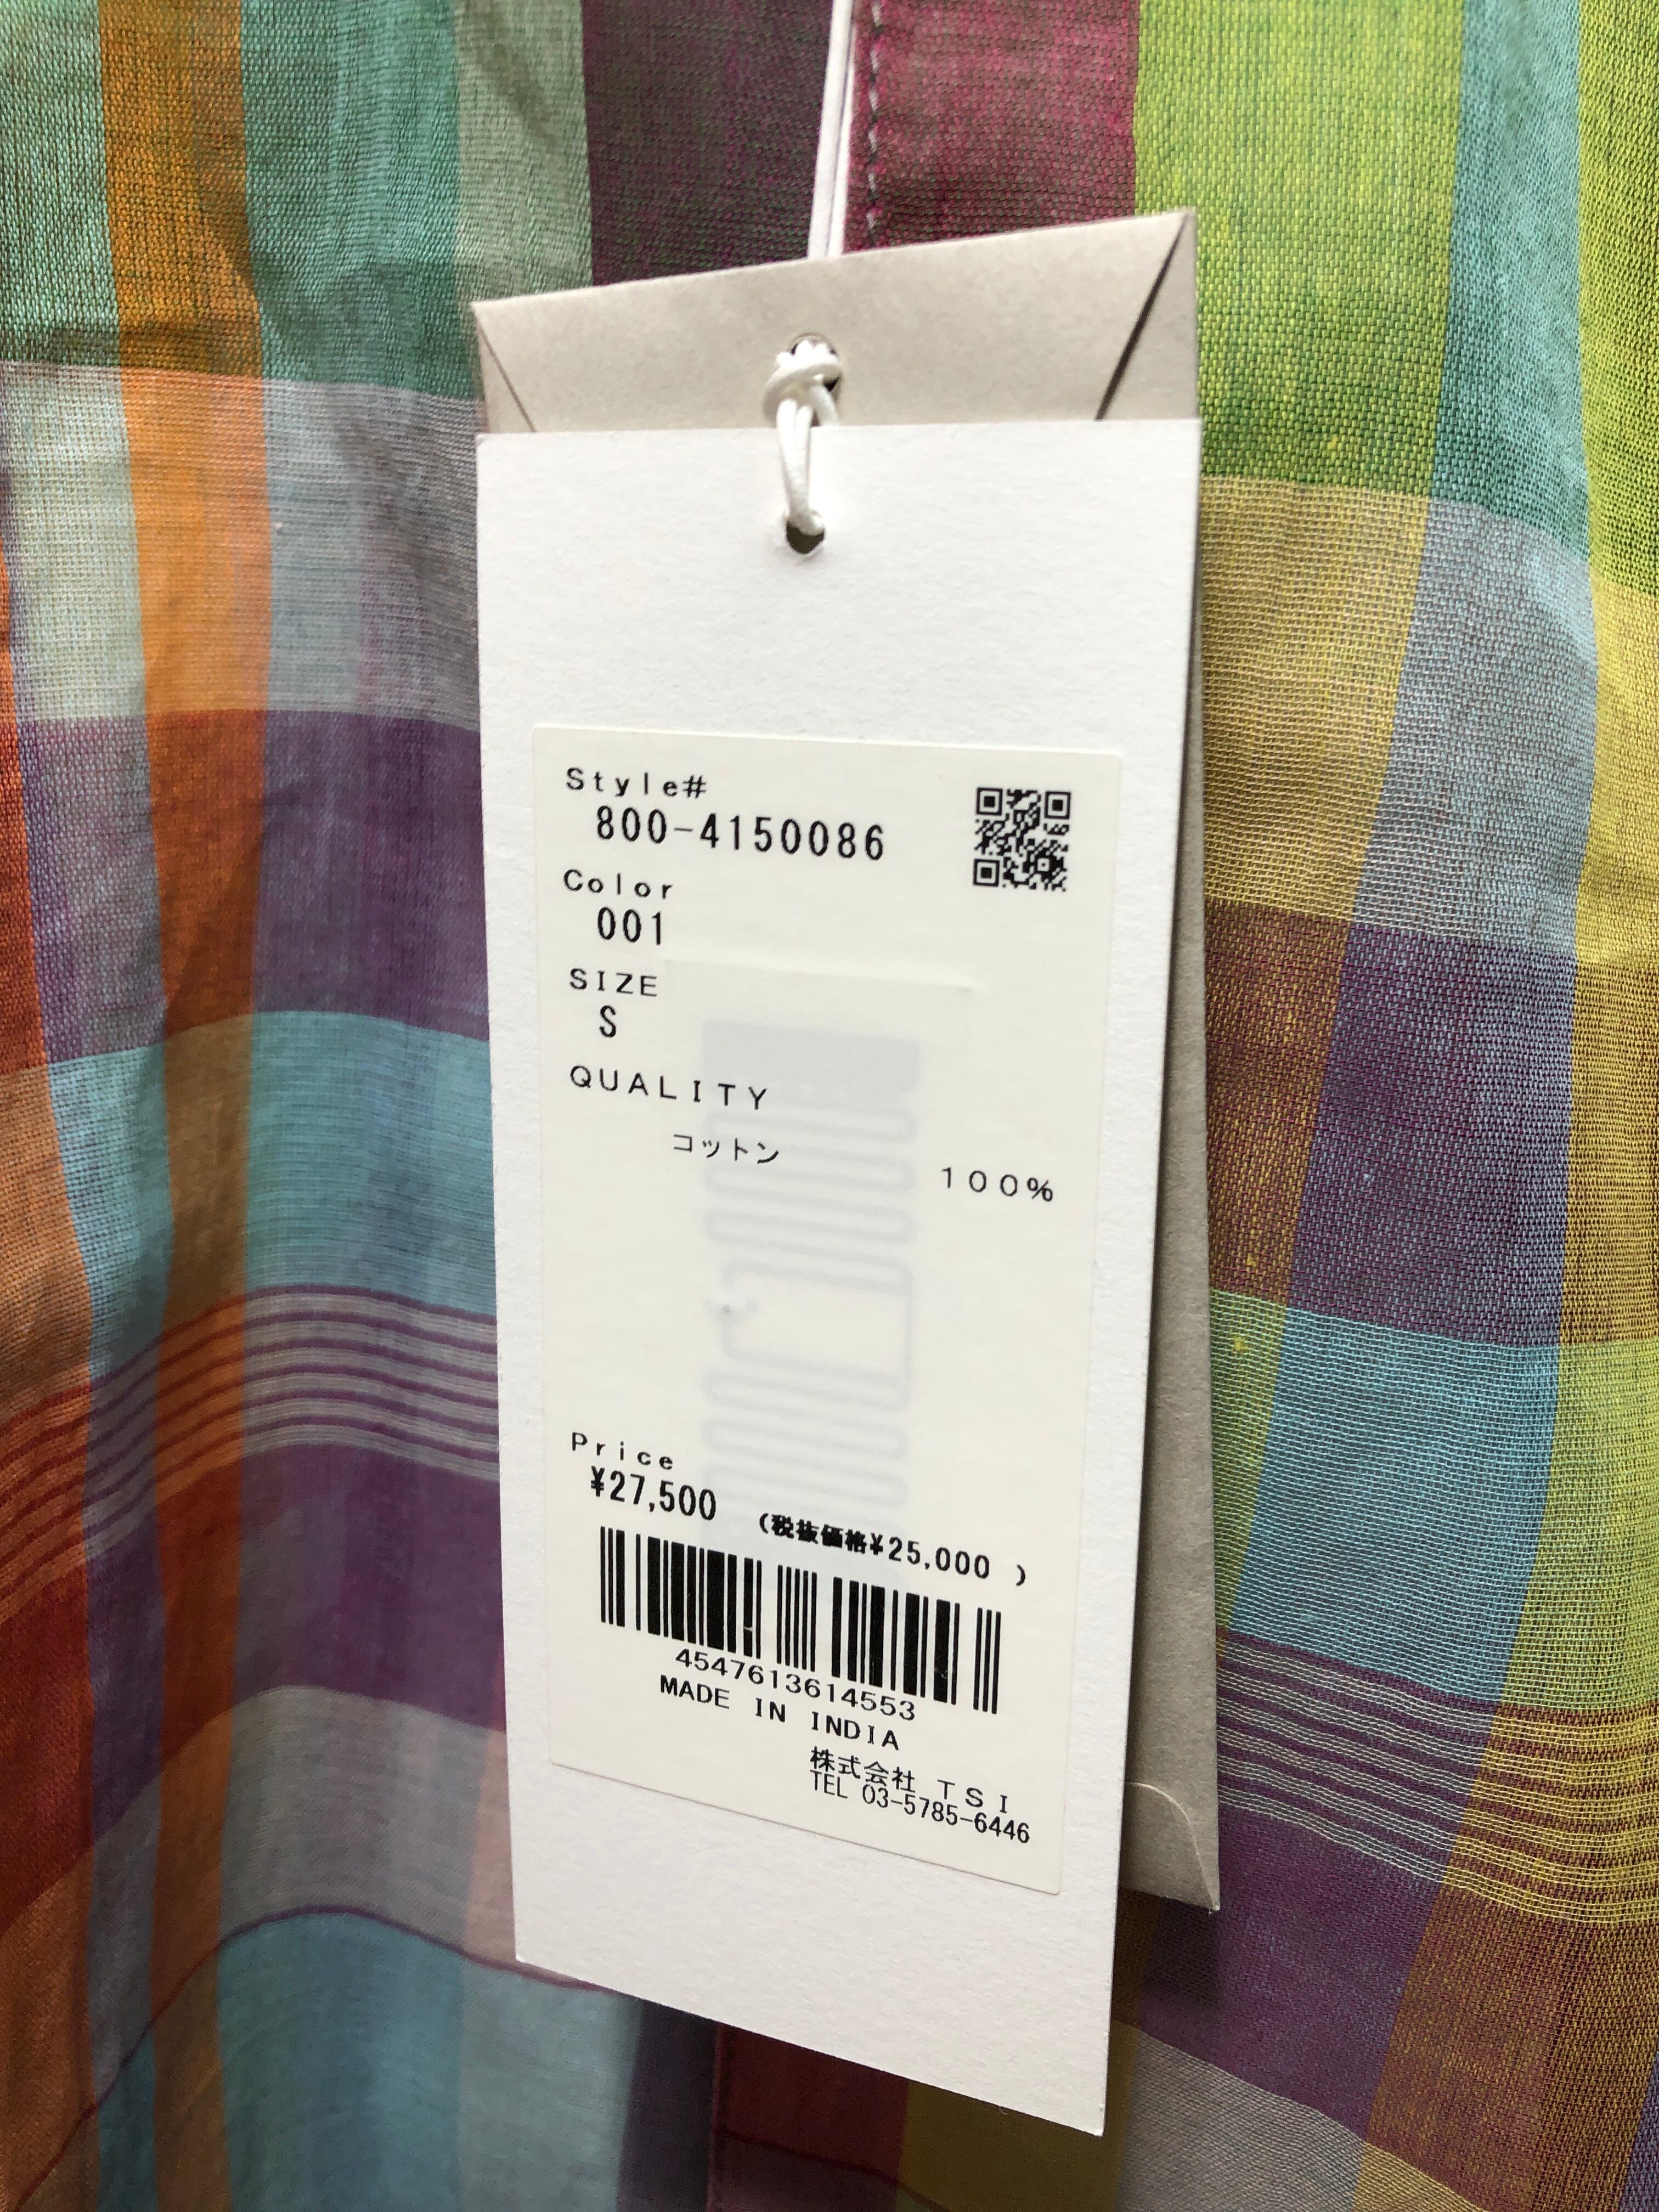 Style#
800-4150086
Color
001
SIZE
S
QUALITY
コットン 100%
Price
¥27,500 (税抜価格¥25,000 )
4547613614553
MADE IN INDIA
株式会社 TSI
TEL 03-5785-6446